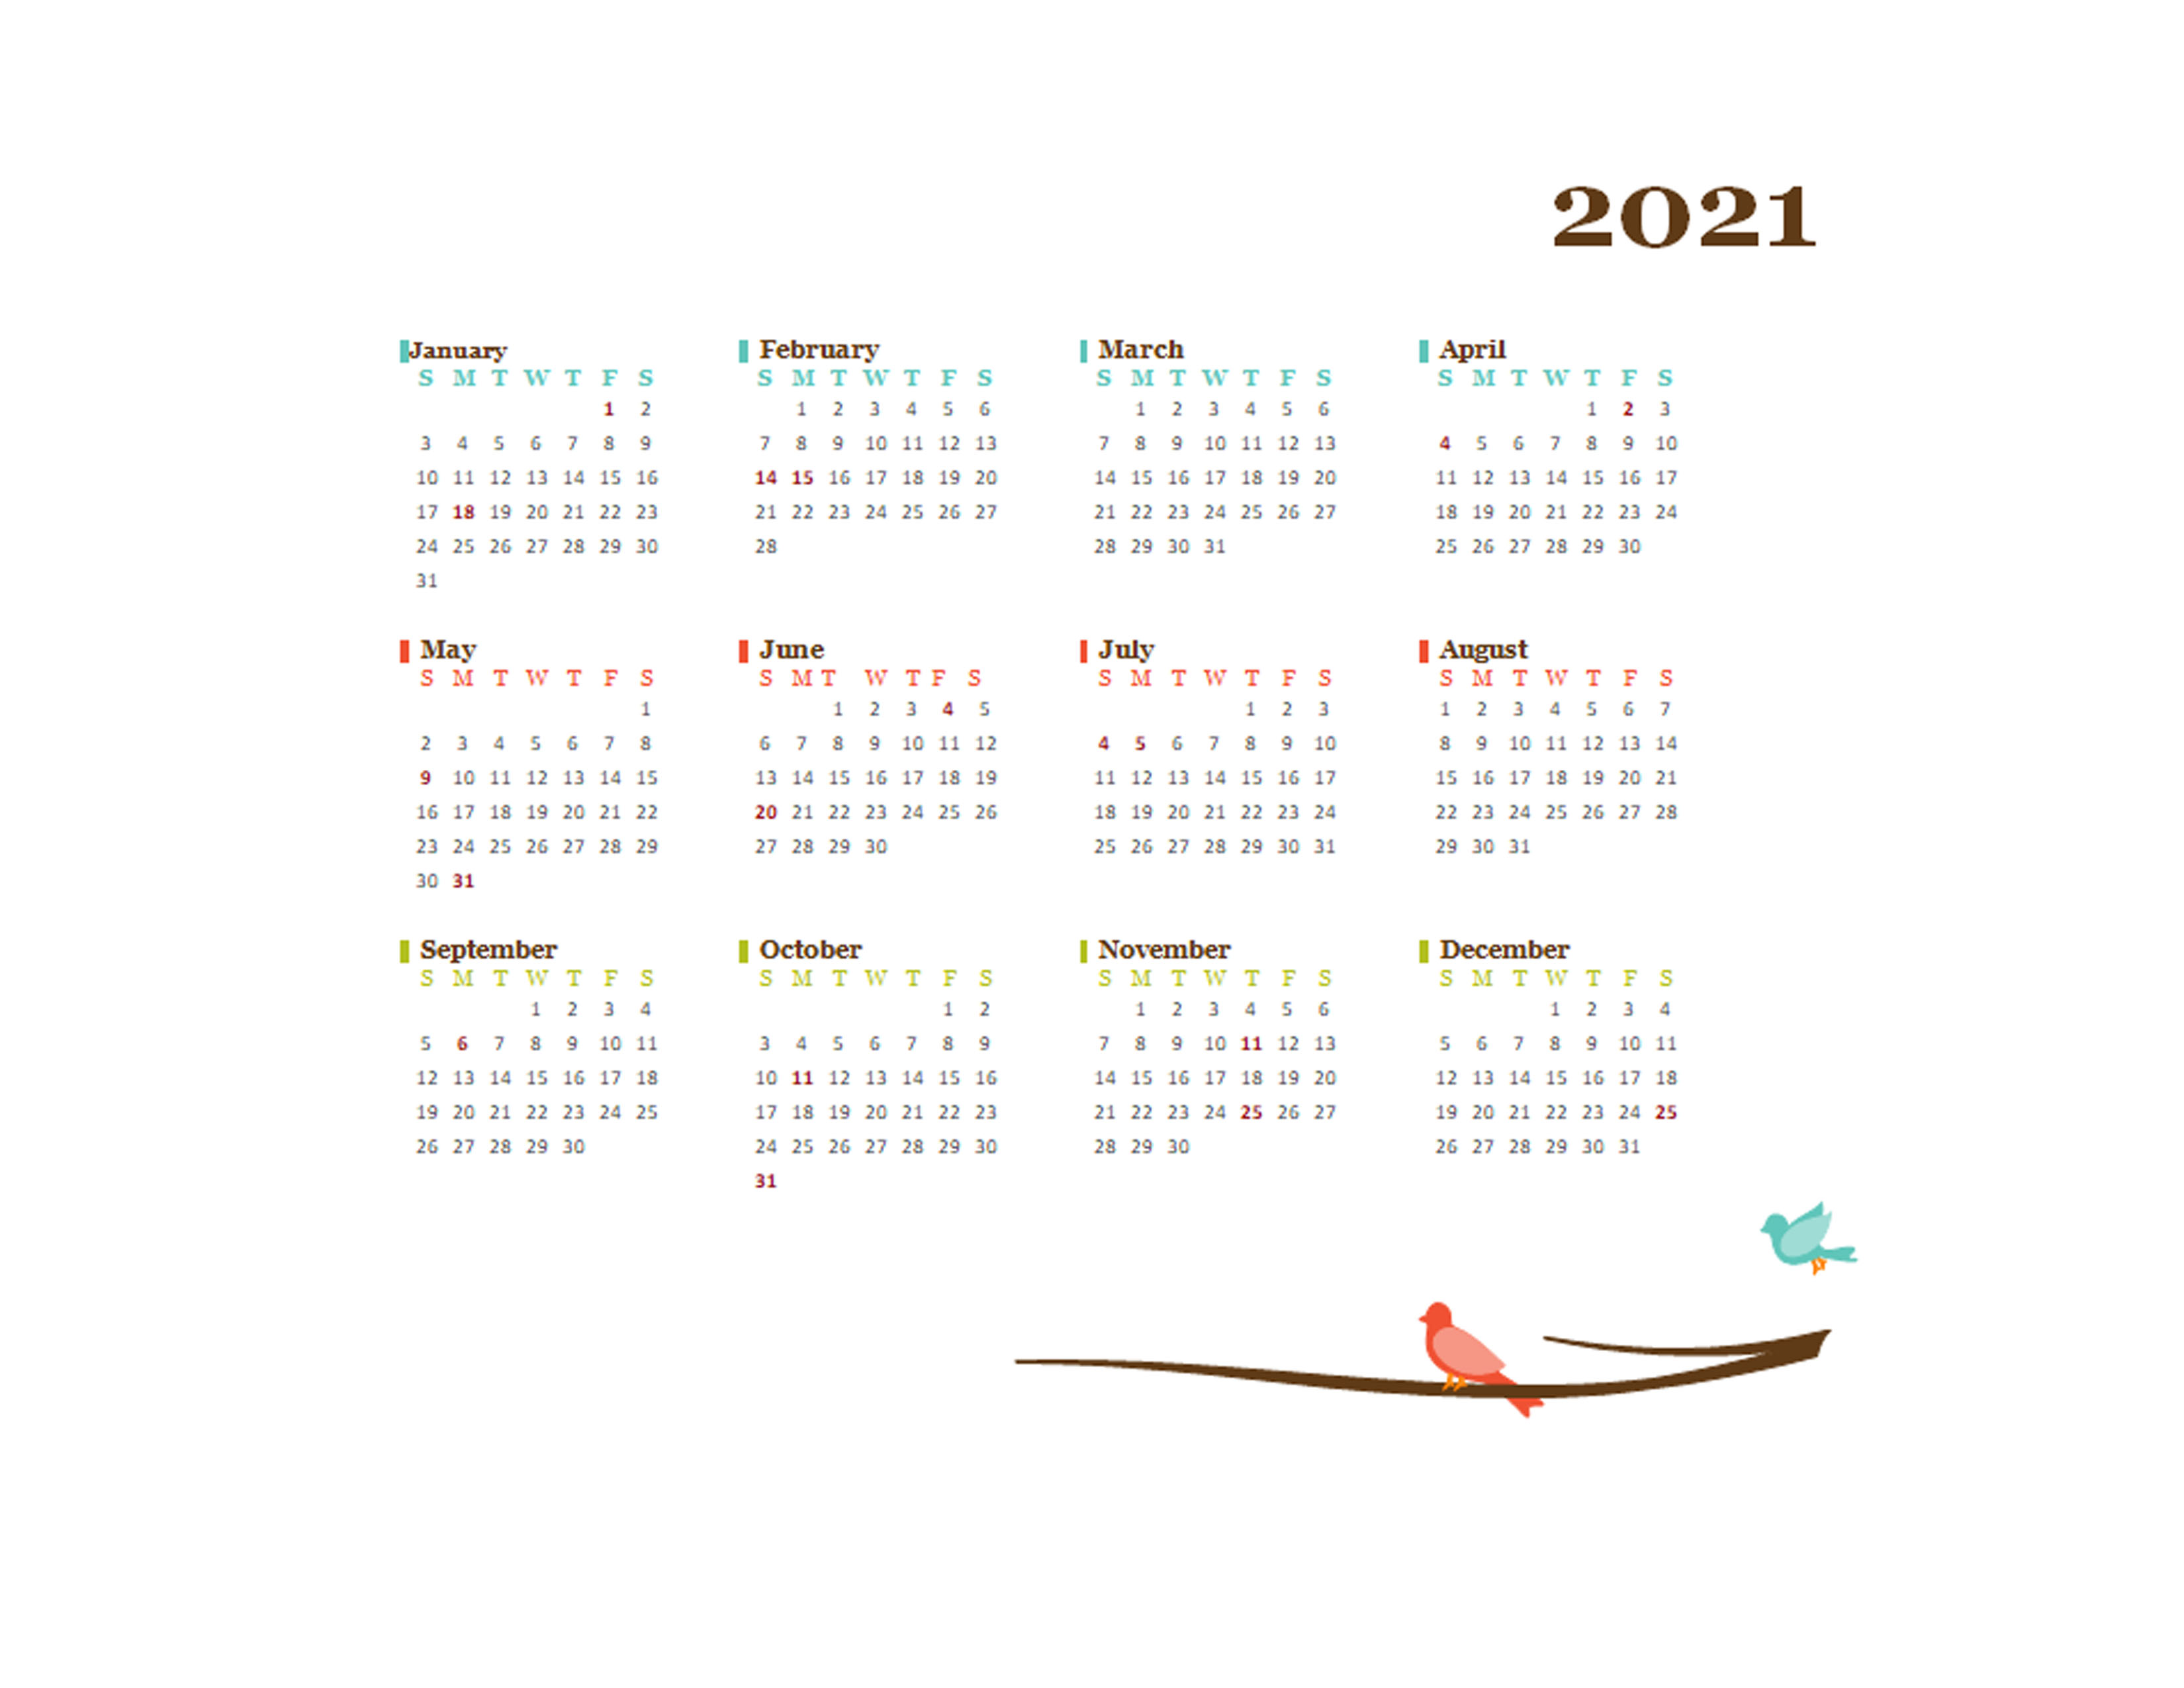 2021
January
S M T W T F S
1 2
3 4 5 6 7 8 9
10 11 12 13 14 15 16
17 18 19 20 21 22 23
24 25 26 27 28 29 30
31
February
S M T W T F S
1 2 3 4 5 6
7 8 9 10 11 12 13
14 15 16 17 18 19 20
21 22 23 24 25 26 27
28
March
S M T W T F S
1 2 3 4 5 6
7 8 9 10 11 12 13
14 15 16 17 18 19 20
21 22 23 24 25 26 27
28 29 30 31
April
S M T W T F S
1 2 3
4 5 6 7 8 9 10
11 12 13 14 15 16 17
18 19 20 21 22 23 24
25 26 27 28 29 30
May
S M T W T F S
1
2 3 4 5 6 7 8
9 10 11 12 13 14 15
16 17 18 19 20 21 22
23 24 25 26 27 28 29
30 31
June
S M T W T F S
1 2 3 4 5
6 7 8 9 10 11 12
13 14 15 16 17 18 19
20 21 22 23 24 25 26
27 28 29 30
July
S M T W T F S
1 2 3
4 5 6 7 8 9 10
11 12 13 14 15 16 17
18 19 20 21 22 23 24
25 26 27 28 29 30 31
August
S M T W T F S
1 2 3 4 5 6 7
8 9 10 11 12 13 14
15 16 17 18 19 20 21
22 23 24 25 26 27 28
29 30 31
September
S M T W T F S
1 2 3 4
5 6 7 8 9 10 11
12 13 14 15 16 17 18
19 20 21 22 23 24 25
26 27 28 29 30
October
S M T W T F S
1 2
3 4 5 6 7 8 9
10 11 12 13 14 15 16
17 18 19 20 21 22 23
24 25 26 27 28 29 30
31
November
S M T W T F S
1 2 3 4 5 6
7 8 9 10 11 12 13
14 15 16 17 18 19 20
21 22 23 24 25 26 27
28 29 30
December
S M T W T F S
1 2 3 4
5 6 7 8 9 10 11
12 13 14 15 16 17 18
19 20 21 22 23 24 25
26 27 28 29 30 31